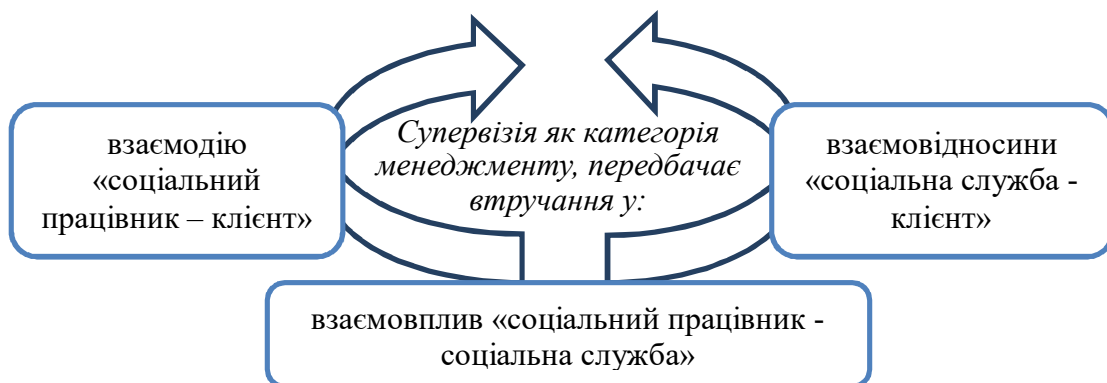 Супервізія як категорія
менеджменту, передбачає
втручання у:
взаємодію
«соціальний
працівник – клієнт»
взаємовідносини
«соціальна служба -
клієнт»
взаємовплив «соціальний працівник -
соціальна служба»